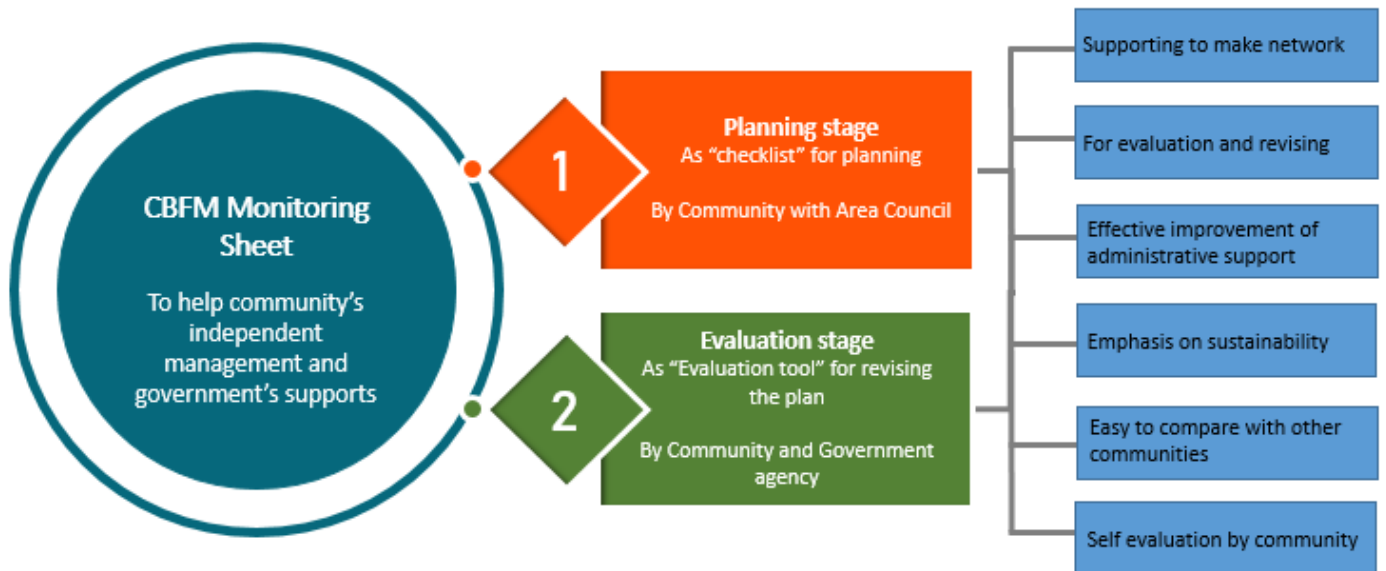 CBFM Monitoring
Sheet
To help community's
independent
management and
government's supports
1
Planning stage
As “checklist” for planning
By Community with Area Council
2
Evaluation stage
As “Evaluation tool” for revising
the plan
By Community and Government
agency
Supporting to make network
For evaluation and revising
Effective improvement of
administrative support
Emphasis on sustainability
Easy to compare with other
communities
Self evaluation by community